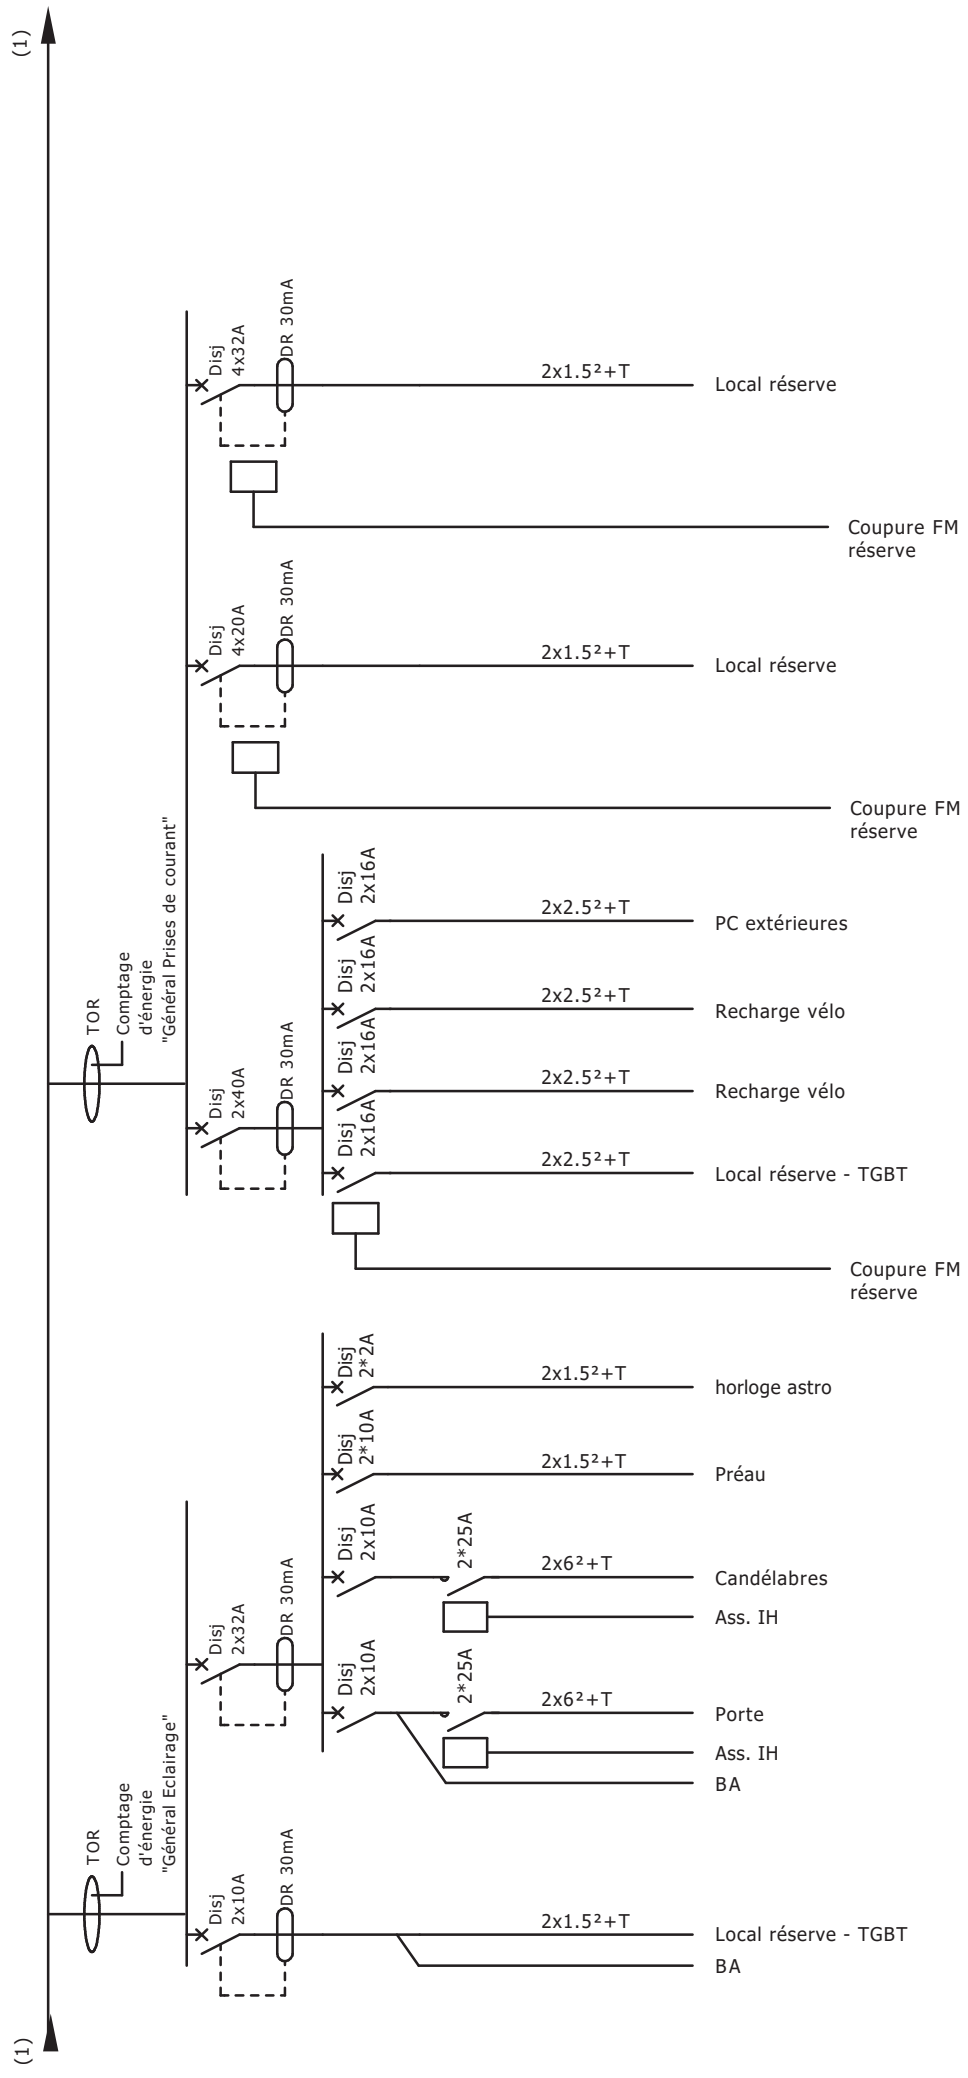 (1)
Disj
4x32A
DR 30mA
2x1.5²+T
Local réserve
Coupure FM
réserve
Disj
4x20A
DR 30mA
2x1.5²+T
Local réserve
Coupure FM
réserve
TOR
Comptage
d'énergie
"Général Prises de courant"
Disj
2x40A
DR 30mA
Disj
2x16A
2x2.5²+T
PC extérieures
Disj
2x16A
2x2.5²+T
Recharge vélo
Disj
2x16A
2x2.5²+T
Recharge vélo
Disj
2x16A
2x2.5²+T
Local réserve - TGBT
Coupure FM
réserve
Disj
2*2A
2x1.5²+T
horloge astro
Disj
2*10A
2x1.5²+T
Préau
Disj
2x10A
2*25A
2x6²+T
Candélabres
Ass. IH
Disj
2x32A
DR 30mA
Disj
2x10A
2*25A
2x6²+T
Porte
Ass. IH
BA
TOR
Comptage
d'énergie
"Général Eclairage"
Disj
2x10A
DR 30mA
2x1.5²+T
Local réserve - TGBT
BA
(1)